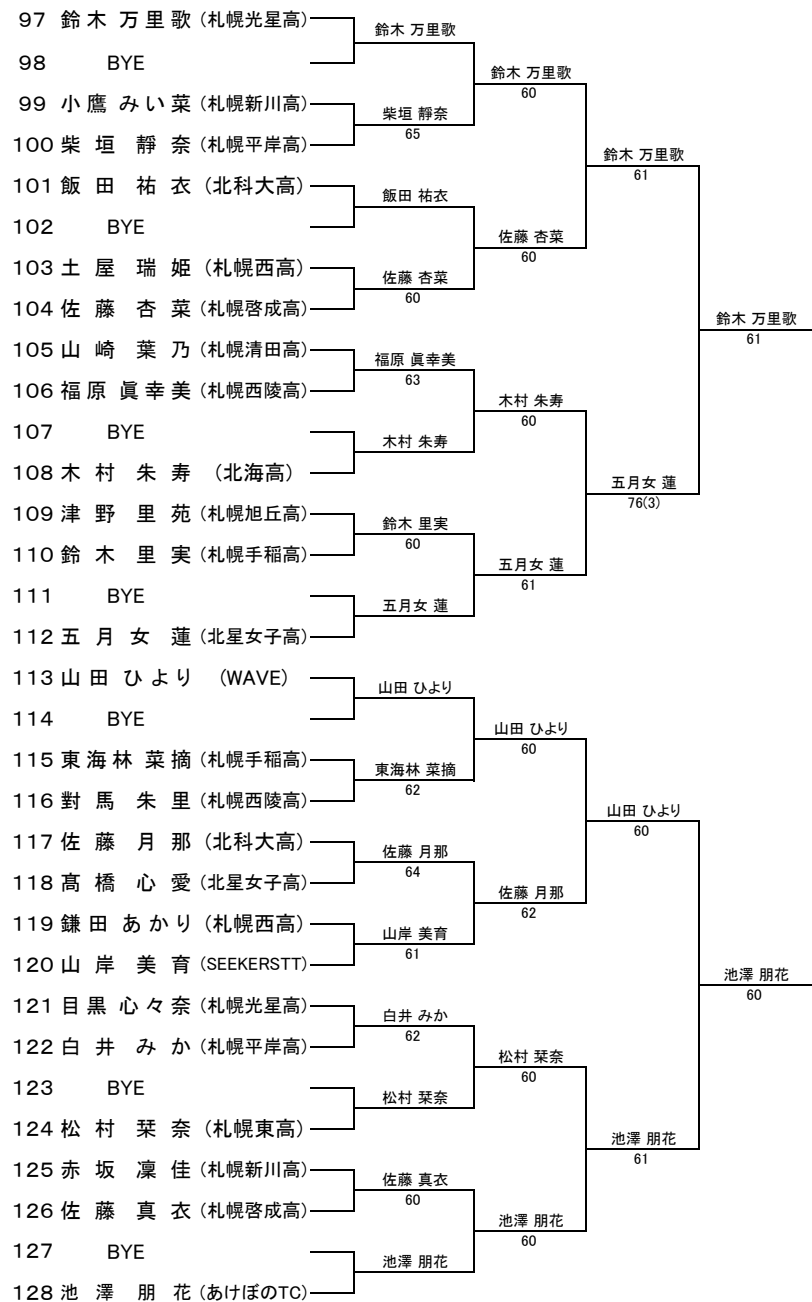 97 鈴木 万里歌 (札幌光星高)
98 BYE
99 小鷹 みい菜 (札幌新川高)
100 柴垣 靜奈 (札幌平岸高)
101 飯田 祐衣 (北科大高)
102 BYE
103 土屋 瑞姫 (札幌西高)
104 佐藤 杏菜 (札幌啓成高)
105 山崎 葉乃 (札幌清田高)
106 福原 眞幸美 (札幌西陵高)
107 BYE
108 木村 朱寿 (北海高)
109 津野 里苑 (札幌旭丘高)
110 鈴木 里実 (札幌手稲高)
111 BYE
112 五月女 蓮 (北星女子高)
113 山田 ひより (WAVE)
114 BYE
115 東海林 菜摘 (札幌手稲高)
116 對馬 朱里 (札幌西陵高)
117 佐藤 月那 (北科大高)
118 髙橋 心愛 (北星女子高)
119 鎌田 あかり (札幌西高)
120 山岸 美育 (SEEKERSTT)
121 目黒 心々奈 (札幌光星高)
122 白井 みか (札幌平岸高)
123 BYE
124 松村 栞奈 (札幌東高)
125 赤坂 凜佳 (札幌新川高)
126 佐藤 真衣 (札幌啓成高)
127 BYE
128 池澤 朋花 (あけぼのTC)
鈴木 万里歌
柴垣 靜奈
65
飯田 祐衣
佐藤 杏菜
60
福原 眞幸美
63
木村 朱寿
鈴木 里実
60
五月女 蓮
山田 ひより
東海林 菜摘
62
佐藤 月那
64
山岸 美育
61
白井 みか
62
松村 栞奈
佐藤 真衣
60
池澤 朋花
鈴木 万里歌
60
佐藤 杏菜
60
木村 朱寿
60
五月女 蓮
61
山田 ひより
60
佐藤 月那
62
松村 栞奈
60
池澤 朋花
60
鈴木 万里歌
61
五月女 蓮
76(3)
山田 ひより
60
池澤 朋花
61
鈴木 万里歌
61
池澤 朋花
60